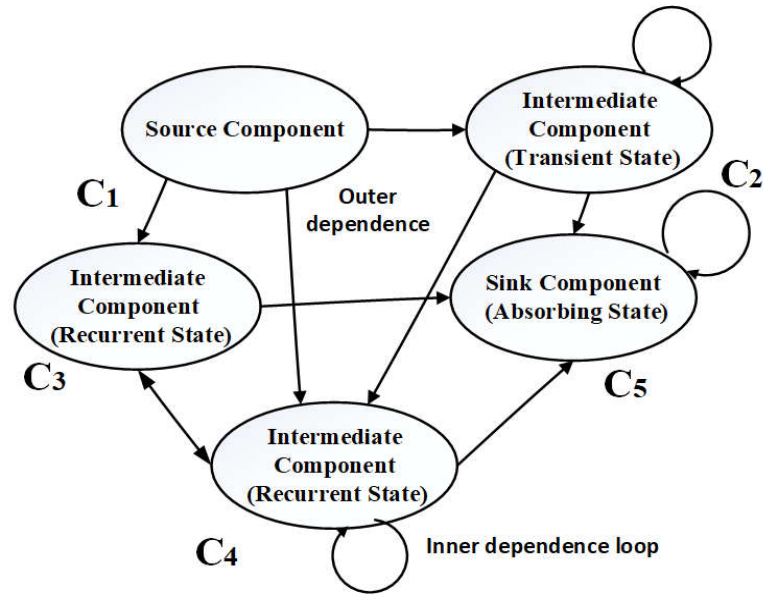 Source Component
Intermediate
Component
(Transient State)
C1
Outer
dependence
C2
Intermediate
Component
(Recurrent State)
Sink Component
(Absorbing State)
C3
C5
Intermediate
Component
(Recurrent State)
C4
Inner dependence loop